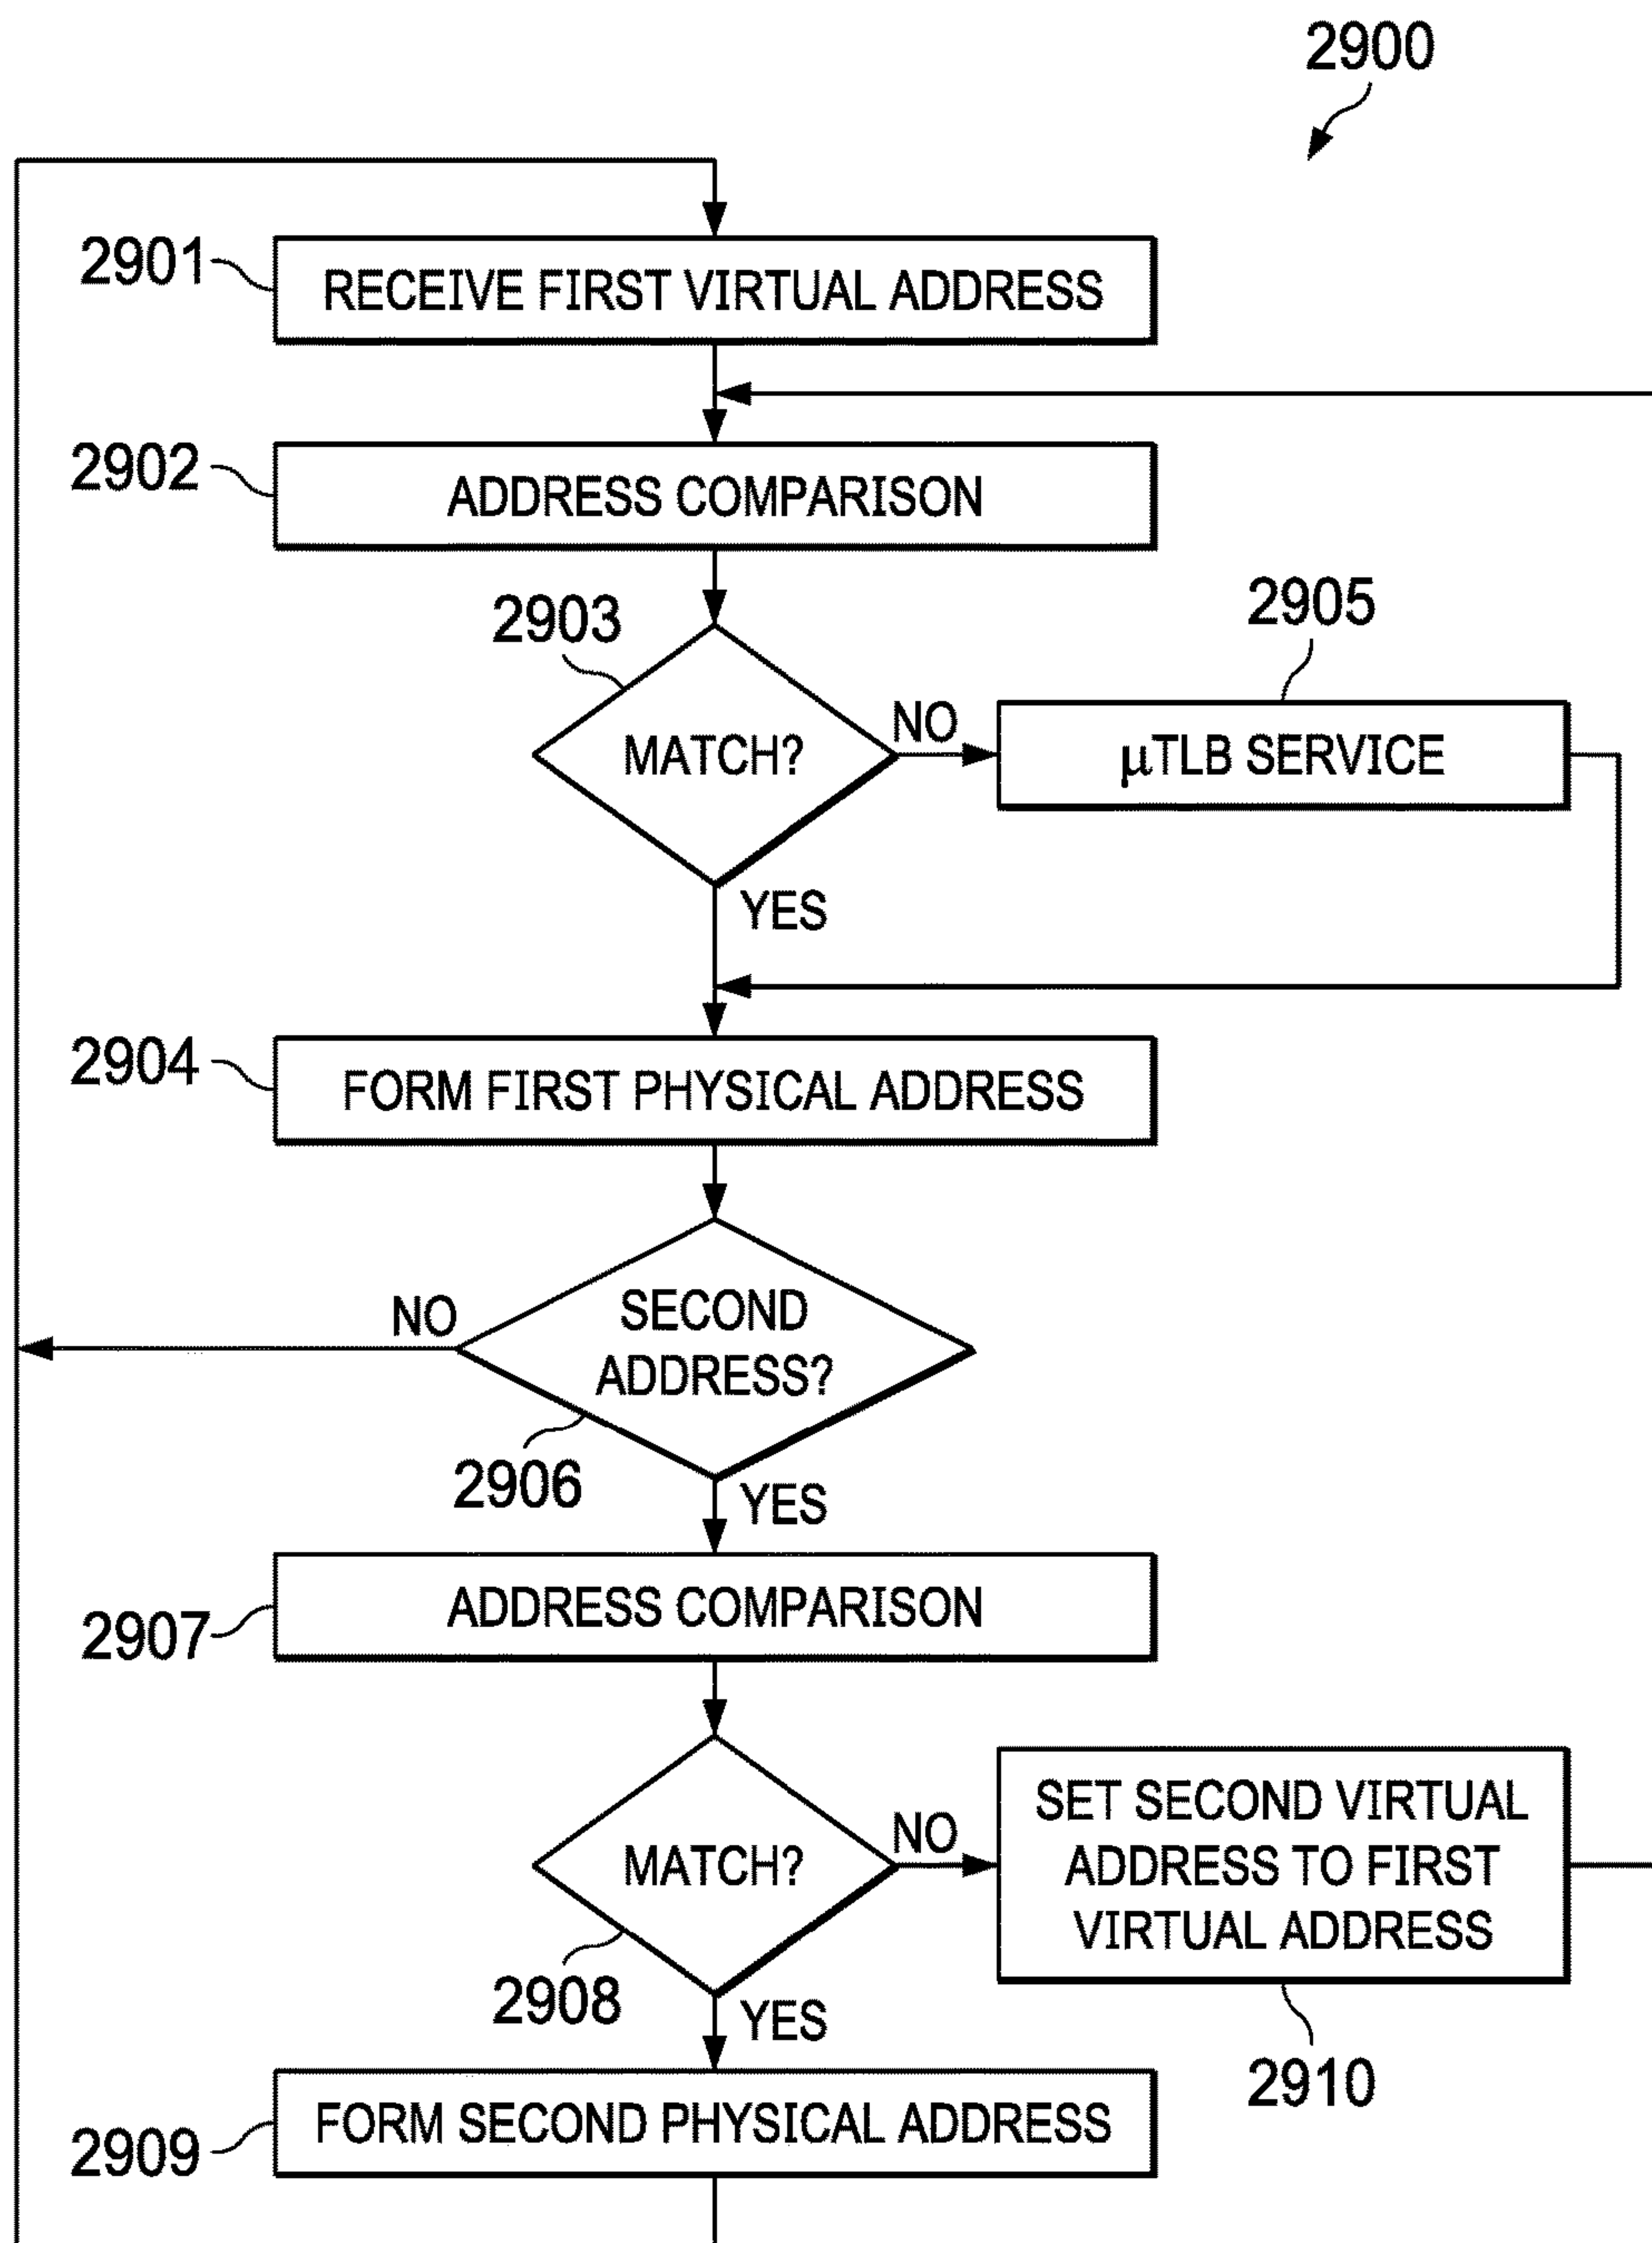 2900
2901
RECEIVE FIRST VIRTUAL ADDRESS
2902
ADDRESS COMPARISON
2903
MATCH?
NO
2905
μTLB SERVICE
YES
2904
FORM FIRST PHYSICAL ADDRESS
NO
SECOND
ADDRESS?
2906
YES
2907
ADDRESS COMPARISON
MATCH?
NO
SET SECOND VIRTUAL
ADDRESS TO FIRST
VIRTUAL ADDRESS
2908
YES
2910
2909
FORM SECOND PHYSICAL ADDRESS